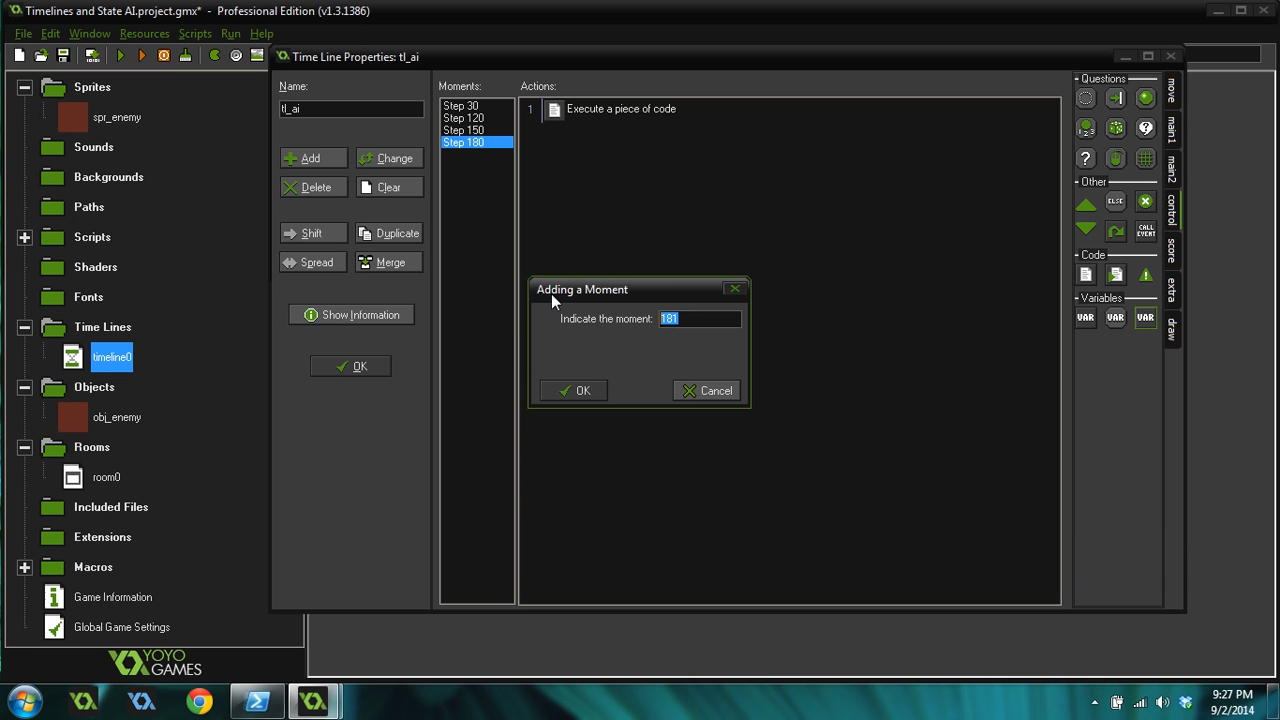 Timelines and State AI.project.gmx* - Professional Edition (v1.3.1386)
File Edit Window Resources Scripts Run Help
Time Line Properties: tl_ai
Sprites
spr_enemy
Sounds
Backgrounds
Paths
Scripts
Shaders
Fonts
Time Lines
timeline0
Objects
obj_enemy
Rooms
room0
Included Files
Extensions
Macros
Game Information
Global Game Settings
YOYO
GAMES
Name:
tl_ai
Add
Change
Delete
Clear
Shift
Duplicate
Spread
Merge
Show Information
OK
Moments:
Step 30
Step 120
Step 150
Step 180
Actions:
1 Execute a piece of code
Adding a Moment
Indicate the moment: 181
OK
Cancel
Questions
1 2 3
?
?
Other
ELSE
CALL
EVENT
Code
Variables
VAR VAR VAR
move
main1
main2
control
score
extra
draw
9:27 PM
9/2/2014